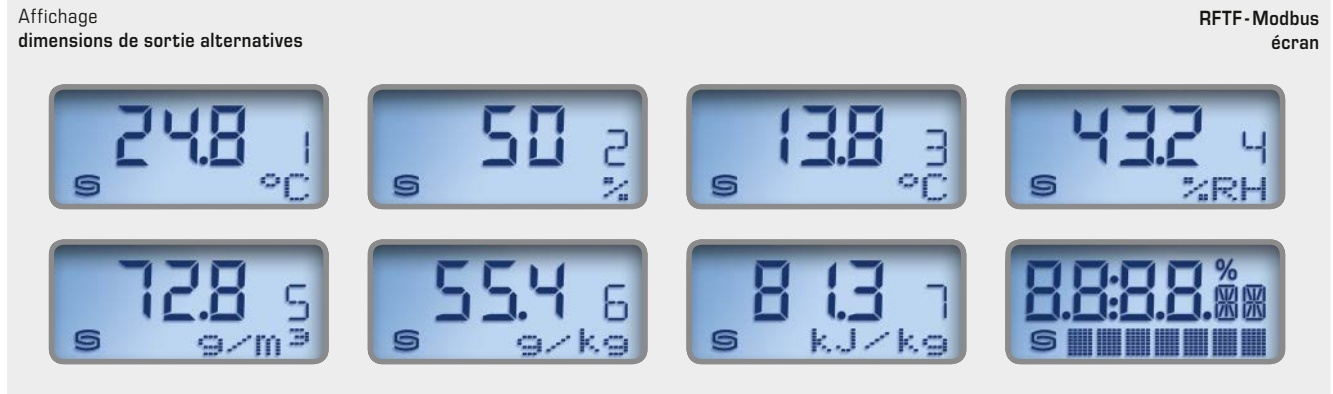 Affichage
dimensions de sortie alternatives
RFTF-Modbus
écran
24.8 1
°C
50 2
%
13.8 3
°C
43.2 4
%RH
72.8 5
g/m³
55.4 6
g/kg
81.3 7
kJ/kg
8.8:8.8.%